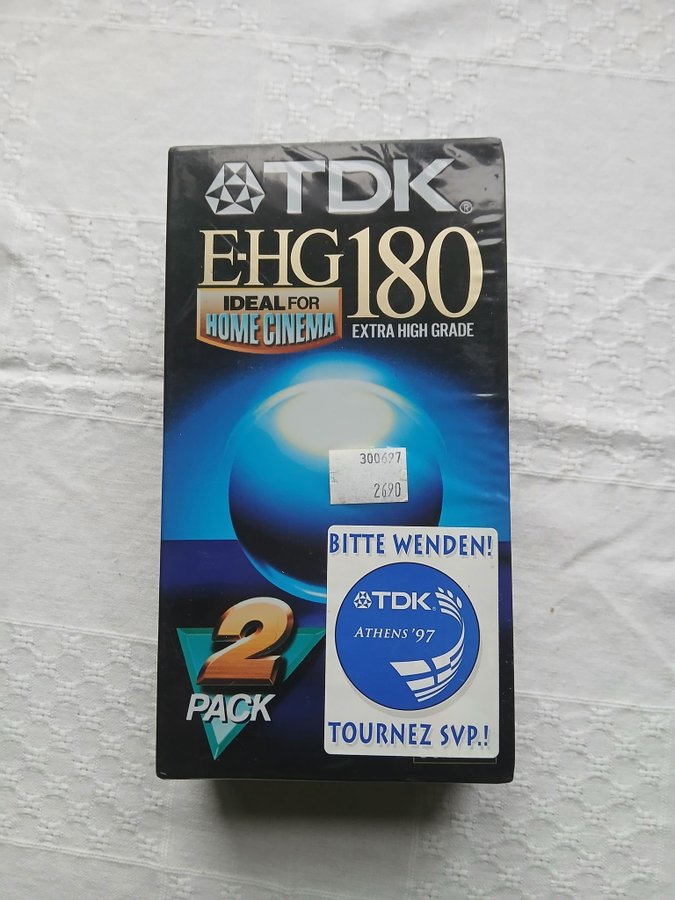 TDK®
E-HG 180
IDEAL FOR
HOME CINEMA
EXTRA HIGH GRADE
300697
2690
BITTE WENDEN!
TDK®
ATHENS '97
TOURNEZ SVP.!
2
PACK